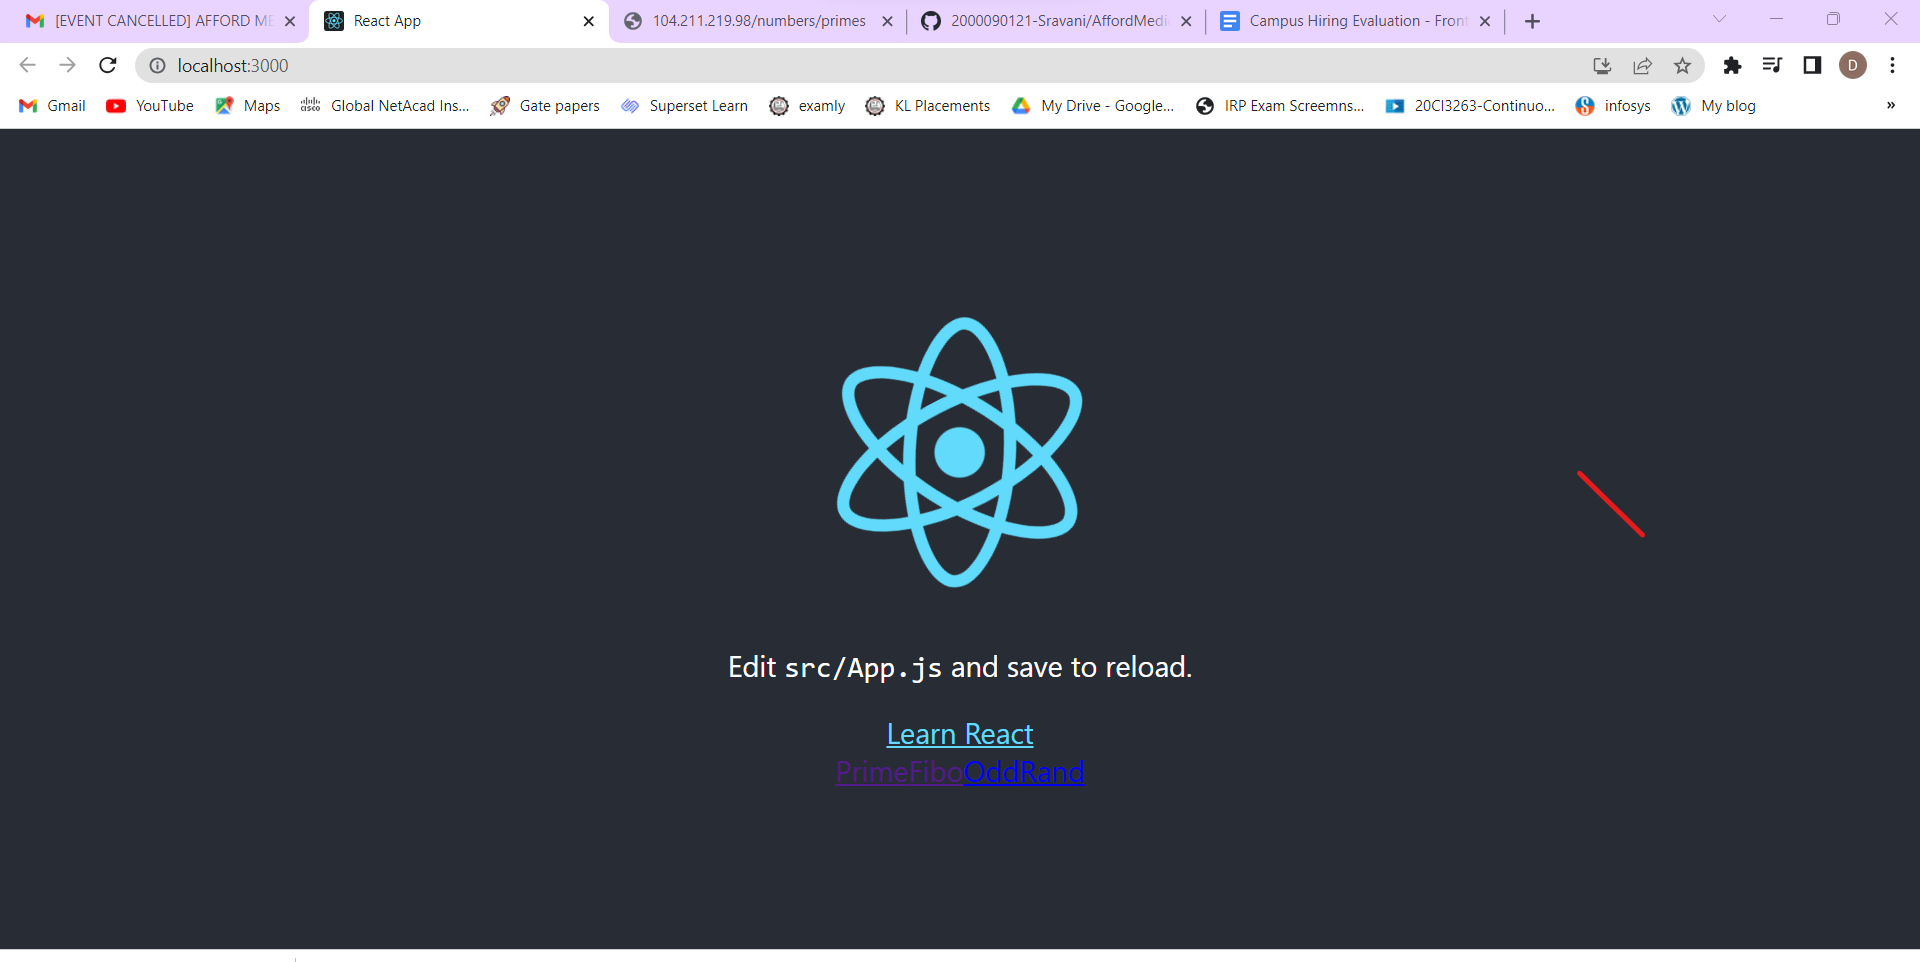 [EVENT CANCELLED] AFFORD ME
React App
104.211.219.98/numbers/primes
2000090121-Sravani/AffordMedi
Campus Hiring Evaluation - Front
localhost:3000
D
Gmail
YouTube
Maps
cisco
Global NetAcad Ins...
Gate papers
Superset Learn
examly
KL Placements
My Drive - Google...
IRP Exam Screemns...
20CI3263-Continuo...
infosys
My blog
»
Edit src/App.js and save to reload.
Learn React
PrimeFiboOddRand